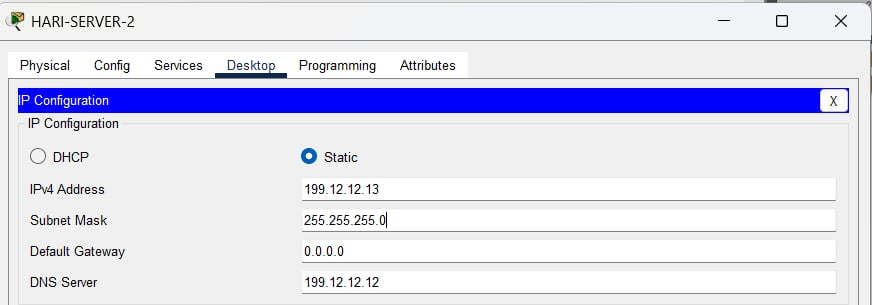 HARI-SERVER-2
Physical Config Services Desktop Programming Attributes
IP Configuration X
IP Configuration
DHCP Static
IPv4 Address 199.12.12.13
Subnet Mask 255.255.255.0
Default Gateway 0.0.0.0
DNS Server 199.12.12.12